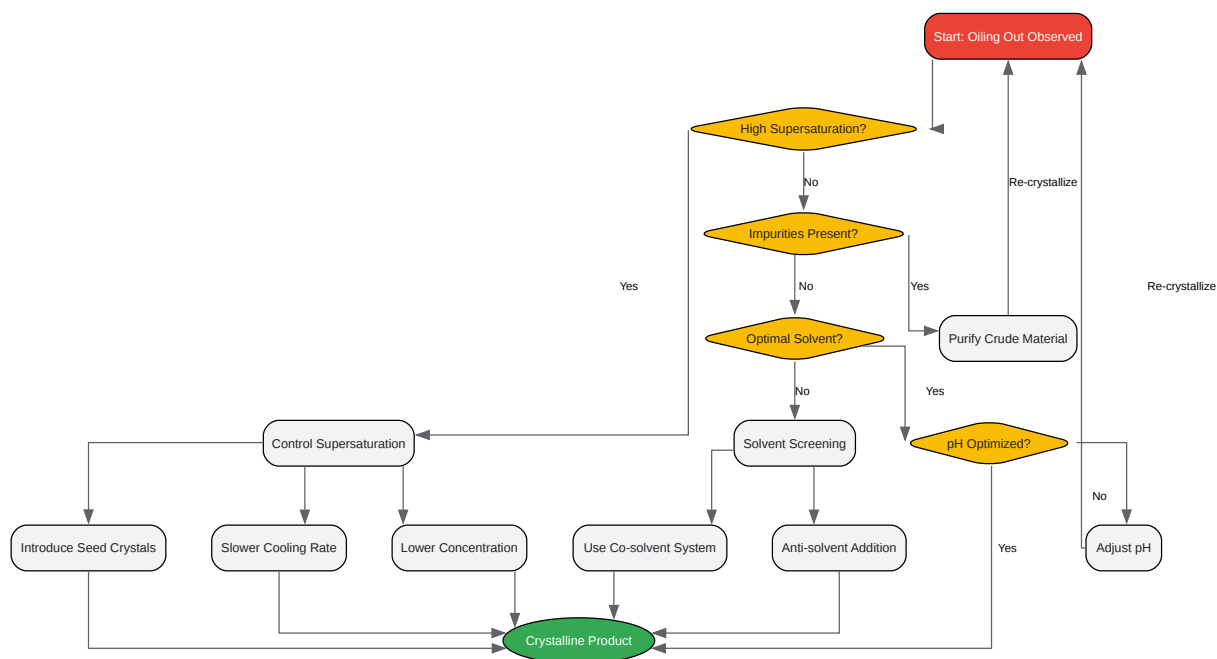 Start: Oiling Out Observed
High Supersaturation?
No
Re-crystallize
Impurities Present?
Yes
No
Yes
Re-crystallize
Optimal Solvent?
Purify Crude Material
No
Yes
Control Supersaturation
Solvent Screening
pH Optimized?
No
Introduce Seed Crystals
Slower Cooling Rate
Lower Concentration
Use Co-solvent System
Anti-solvent Addition
Yes
Adjust pH
Crystalline Product